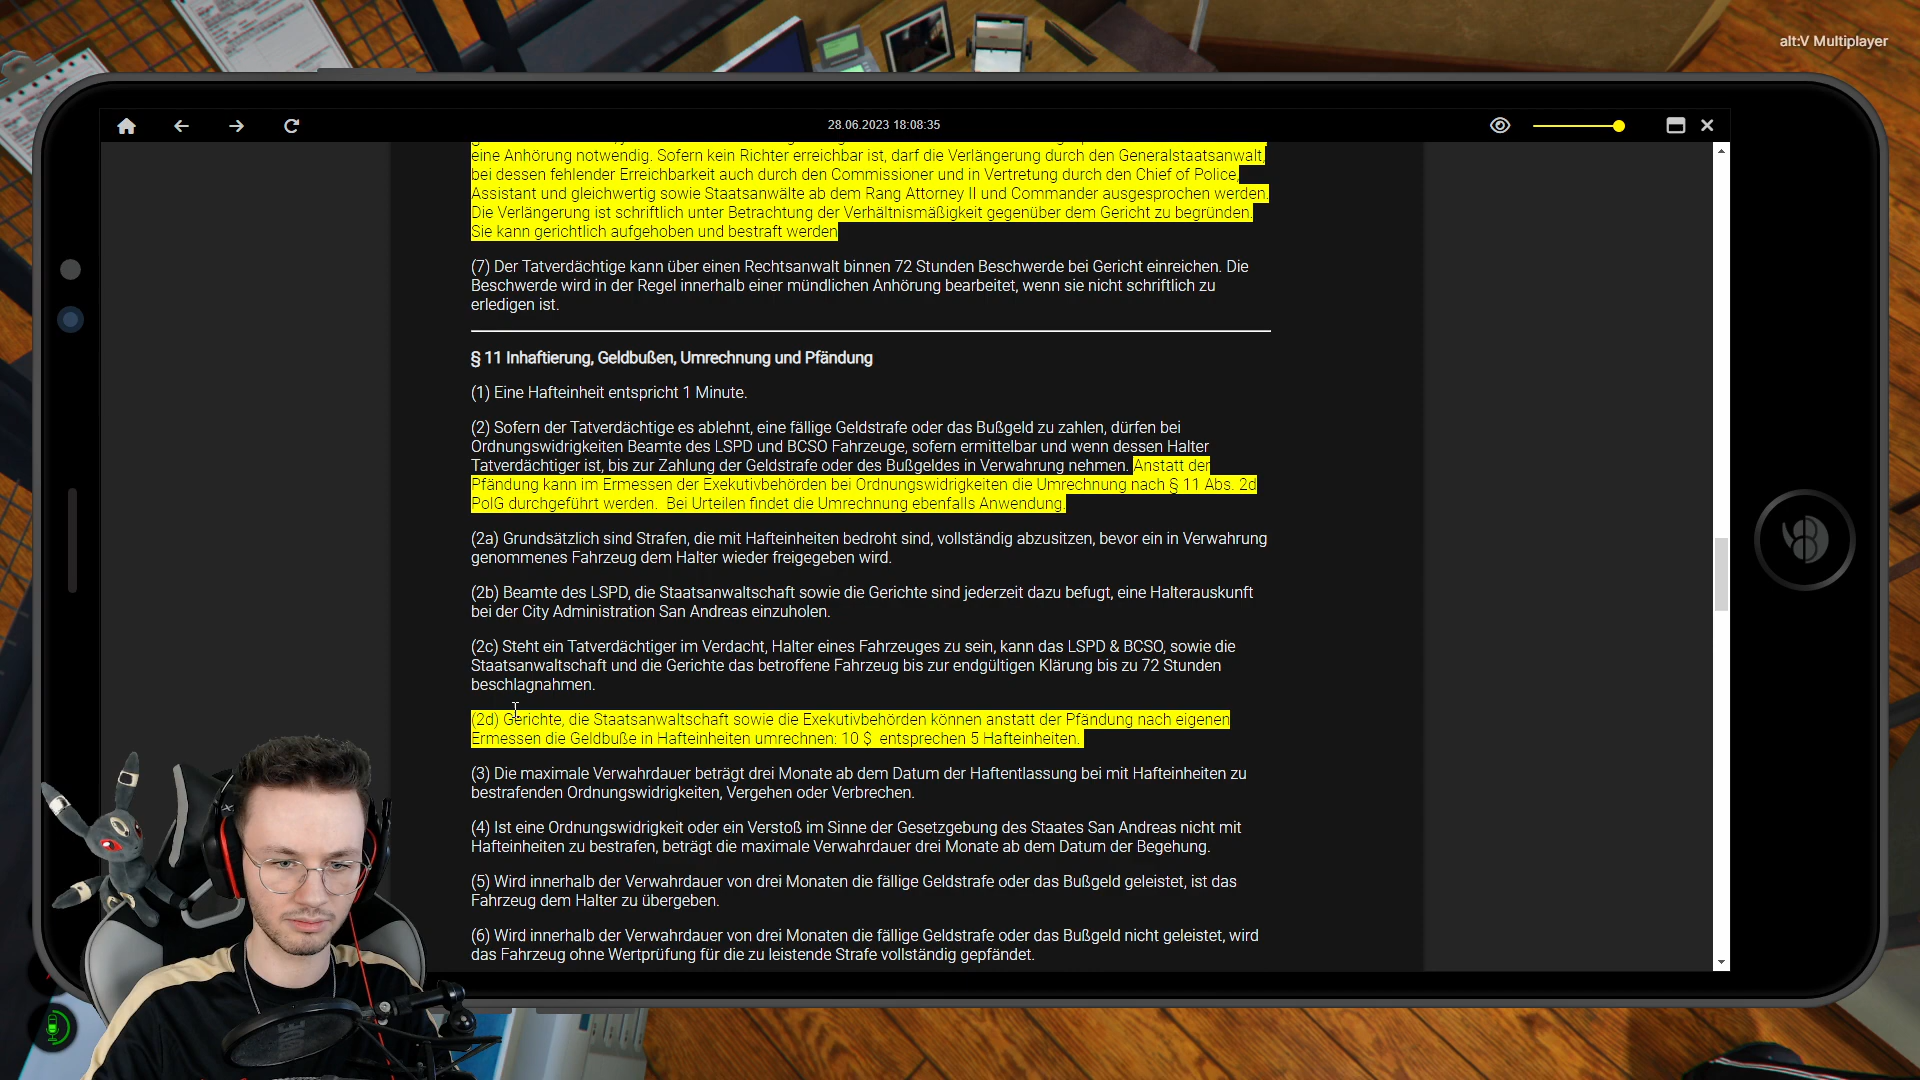 alt:V Multiplayer
28.06.2023 18:08:35
eine Anhörung notwendig. Sofern kein Richter erreichbar ist, darf die Verlängerung durch den Generalstaatsanwalt,
bei dessen fehlender Erreichbarkeit auch durch den Commissioner und in Vertretung durch den Chief of Police,
Assistant und gleichwertig sowie Staatsanwälte ab dem Rang Attorney II und Commander ausgesprochen werden.
Die Verlängerung ist schriftlich unter Betrachtung der Verhältnismäßigkeit gegenüber dem Gericht zu begründen.
Sie kann gerichtlich aufgehoben und bestraft werden
(7) Der Tatverdächtige kann über einen Rechtsanwalt binnen 72 Stunden Beschwerde bei Gericht einreichen. Die
Beschwerde wird in der Regel innerhalb einer mündlichen Anhörung bearbeitet, wenn sie nicht schriftlich zu
erledigen ist.
§ 11 Inhaftierung, Geldbußen, Umrechnung und Pfändung
(1) Eine Hafteinheit entspricht 1 Minute.
(2) Sofern der Tatverdächtige es ablehnt, eine fällige Geldstrafe oder das Bußgeld zu zahlen, dürfen bei
Ordnungswidrigkeiten Beamte des LSPD und BCSO Fahrzeuge, sofern ermittelbar und wenn dessen Halter
Tatverdächtiger ist, bis zur Zahlung der Geldstrafe oder des Bußgeldes in Verwahrung nehmen. Anstatt der
Pfändung kann im Ermessen der Exekutivbehörden bei Ordnungswidrigkeiten die Umrechnung nach § 11 Abs. 2d
PolG durchgeführt werden.  Bei Urteilen findet die Umrechnung ebenfalls Anwendung.
(2a) Grundsätzlich sind Strafen, die mit Hafteinheiten bedroht sind, vollständig abzusitzen, bevor ein in Verwahrung
genommenes Fahrzeug dem Halter wieder freigegeben wird.
(2b) Beamte des LSPD, die Staatsanwaltschaft sowie die Gerichte sind jederzeit dazu befugt, eine Halterauskunft
bei der City Administration San Andreas einzuholen.
(2c) Steht ein Tatverdächtiger im Verdacht, Halter eines Fahrzeuges zu sein, kann das LSPD & BCSO, sowie die
Staatsanwaltschaft und die Gerichte das betroffene Fahrzeug bis zur endgültigen Klärung bis zu 72 Stunden
beschlagnahmen.
(2d) Gerichte, die Staatsanwaltschaft sowie die Exekutivbehörden können anstatt der Pfändung nach eigenen
Ermessen die Geldbuße in Hafteinheiten umrechnen: 10 $  entsprechen 5 Hafteinheiten.
(3) Die maximale Verwahrdauer beträgt drei Monate ab dem Datum der Haftentlassung bei mit Hafteinheiten zu
bestrafenden Ordnungswidrigkeiten, Vergehen oder Verbrechen.
(4) Ist eine Ordnungswidrigkeit oder ein Verstoß im Sinne der Gesetzgebung des Staates San Andreas nicht mit
Hafteinheiten zu bestrafen, beträgt die maximale Verwahrdauer drei Monate ab dem Datum der Begehung.
(5) Wird innerhalb der Verwahrdauer von drei Monaten die fällige Geldstrafe oder das Bußgeld geleistet, ist das
Fahrzeug dem Halter zu übergeben.
(6) Wird innerhalb der Verwahrdauer von drei Monaten die fällige Geldstrafe oder das Bußgeld nicht geleistet, wird
das Fahrzeug ohne Wertprüfung für die zu leistende Strafe vollständig gepfändet.